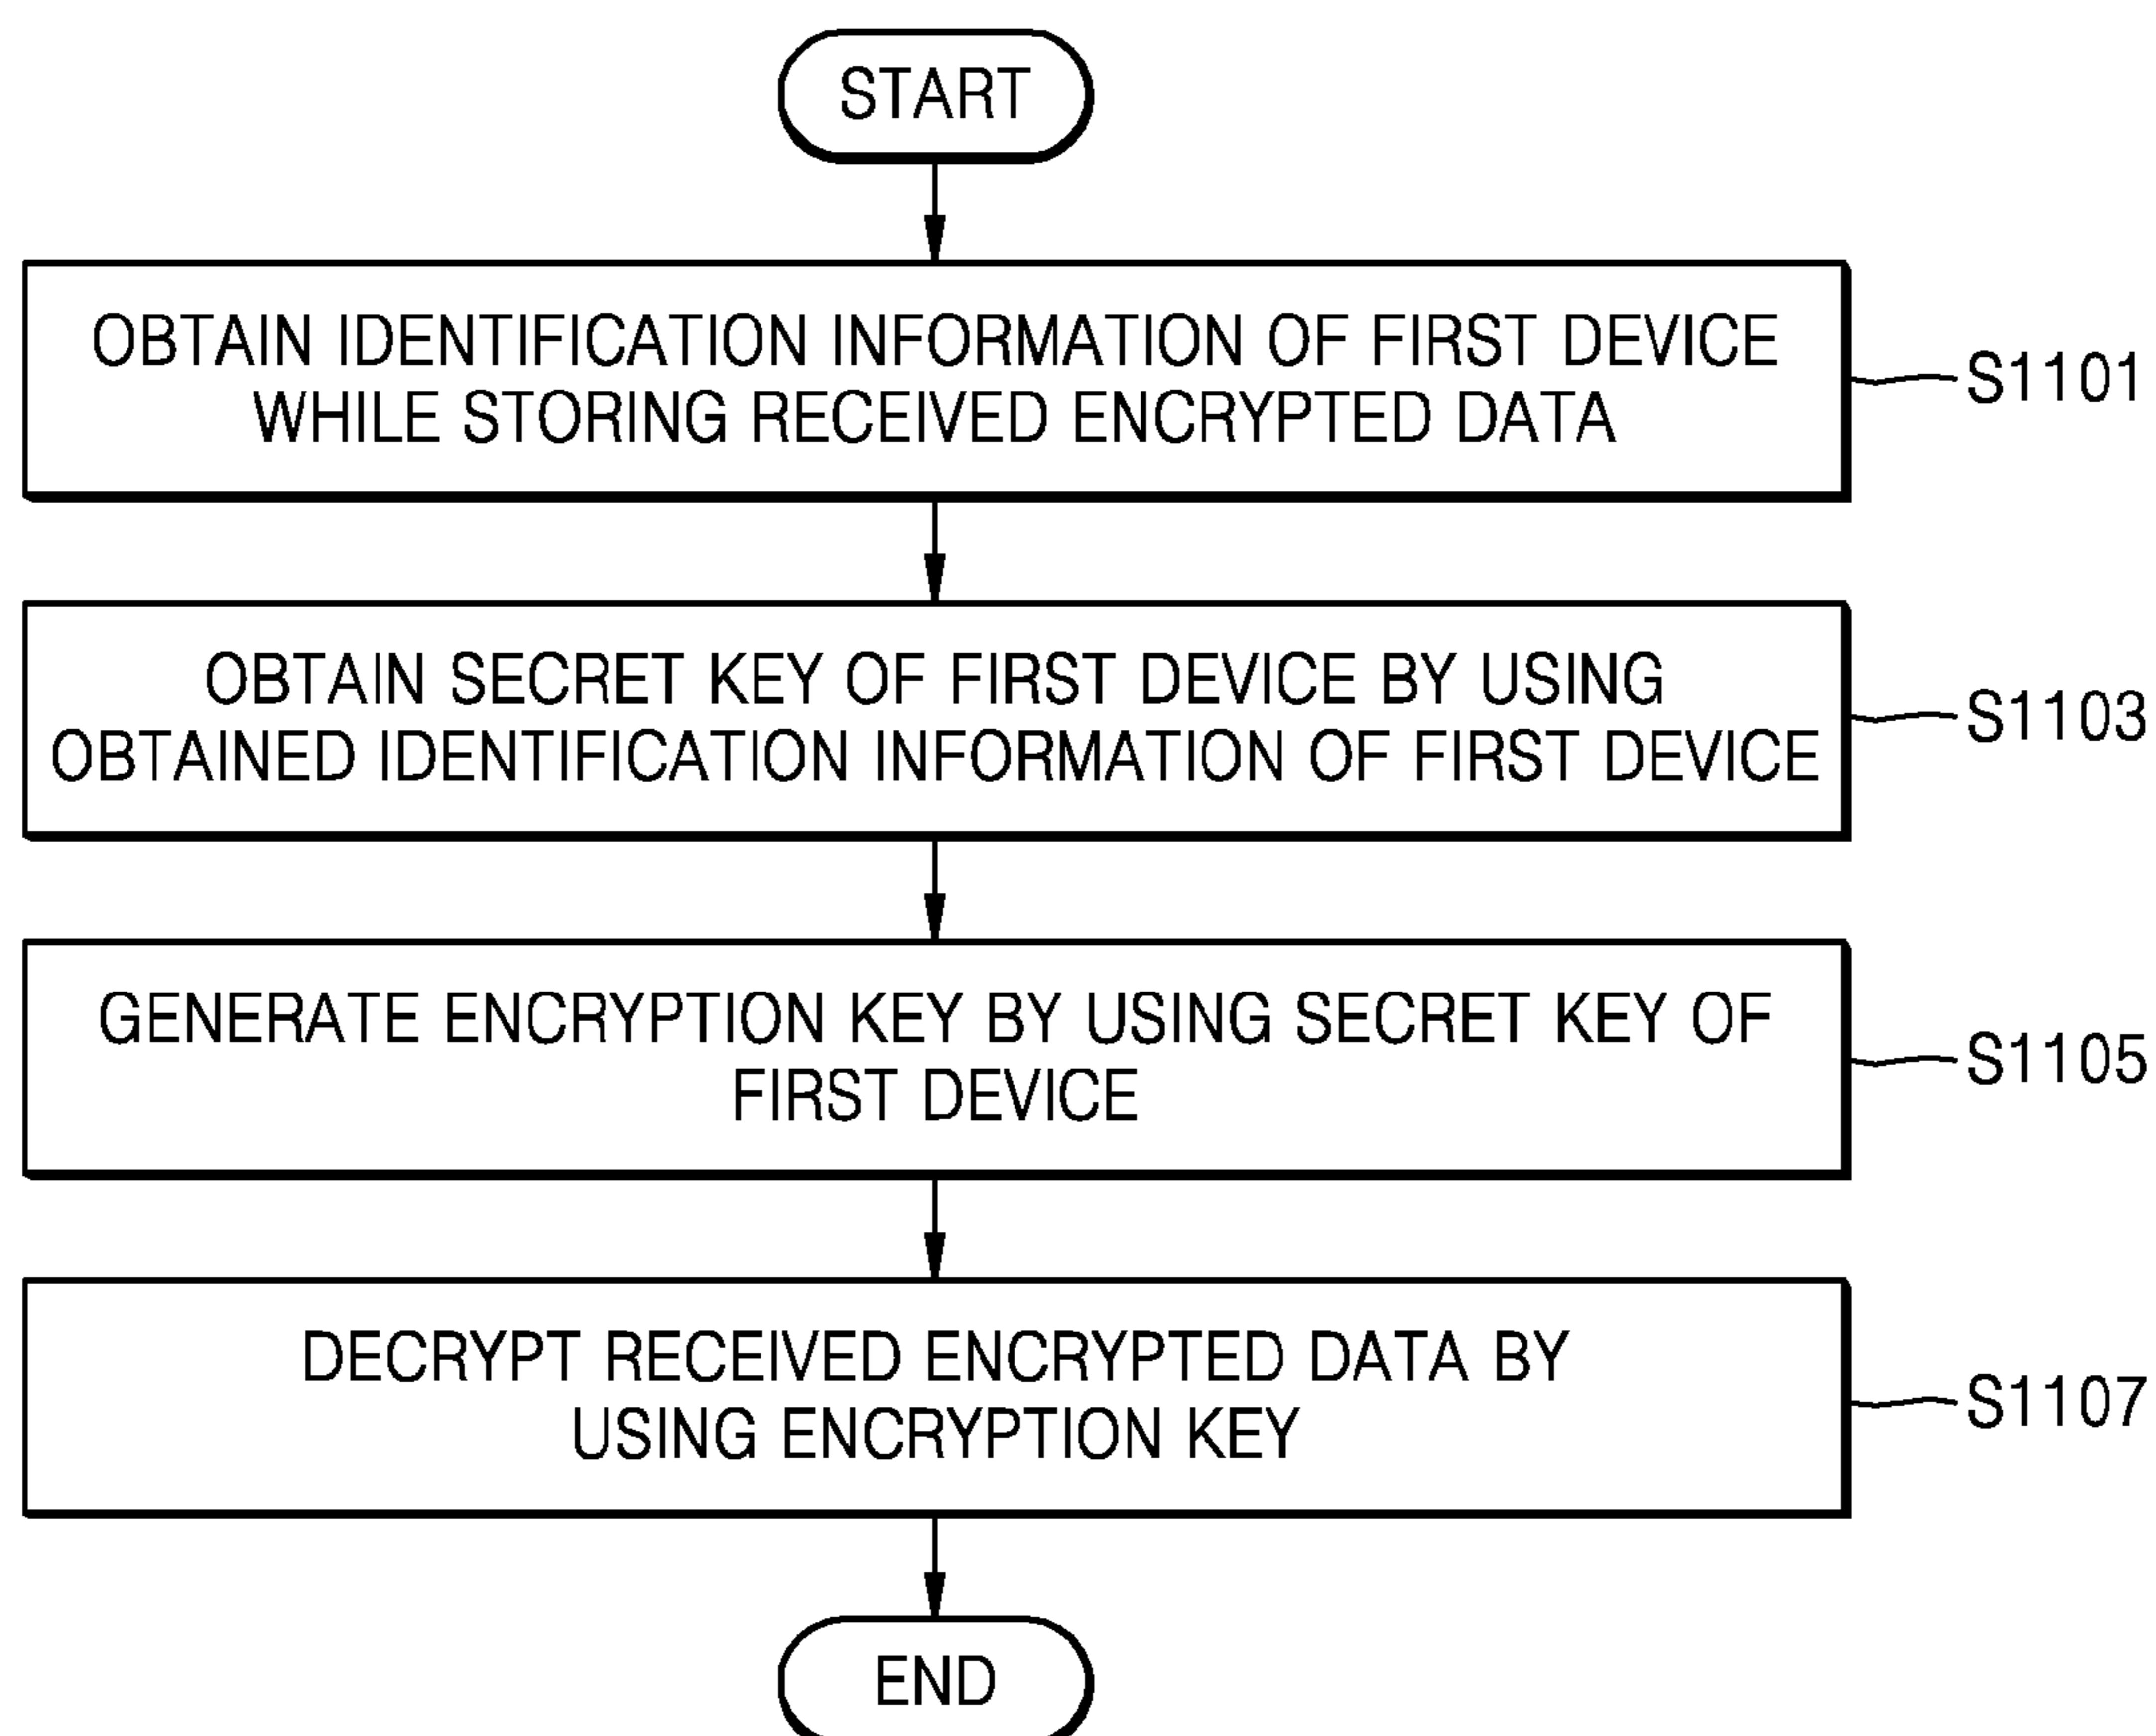 START
OBTAIN IDENTIFICATION INFORMATION OF FIRST DEVICE
WHILE STORING RECEIVED ENCRYPTED DATA
S1101
OBTAIN SECRET KEY OF FIRST DEVICE BY USING
OBTAINED IDENTIFICATION INFORMATION OF FIRST DEVICE
S1103
GENERATE ENCRYPTION KEY BY USING SECRET KEY OF
FIRST DEVICE
S1105
DECRYPT RECEIVED ENCRYPTED DATA BY
USING ENCRYPTION KEY
S1107
END